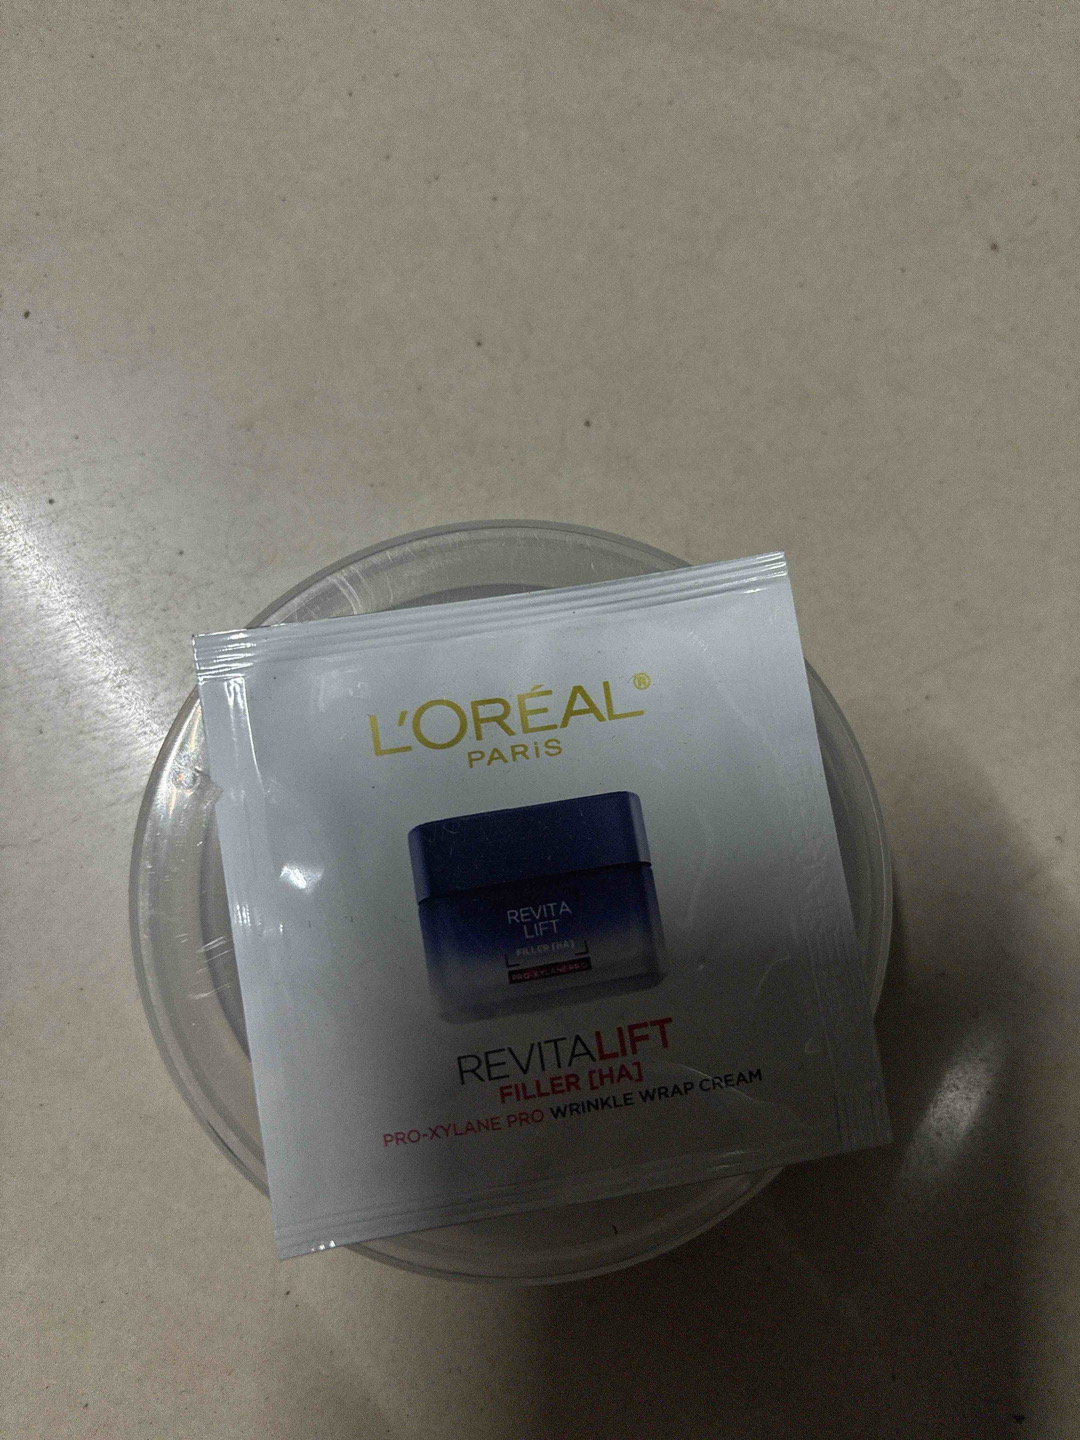 L'ORÉAL®
PARiS
REVITA
LIFT
FILLER [HA]
PRO-XYLANE PRO
REVITALIFT
FILLER [HA]
PRO-XYLANE PRO WRINKLE WRAP CREAM